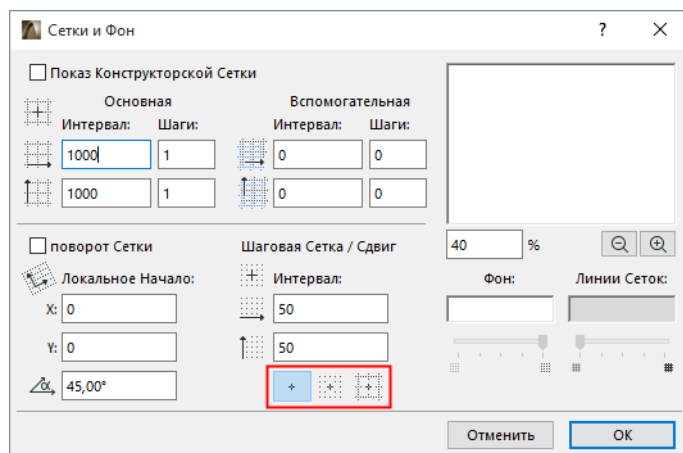 Сетки и Фон
?
Показ Конструкторской Сетки
Основная
Вспомогательная
Интервал: Шаги:
Интервал: Шаги:
1000 1
0 0
1000 1
0 0
поворот Сетки
Шаговая Сетка / Сдвиг
Локальное Начало:
Интервал:
X: 0
50
Y: 0
50
α 45,00°
40 %
Фон: Линии Сеток:
Отменить OK